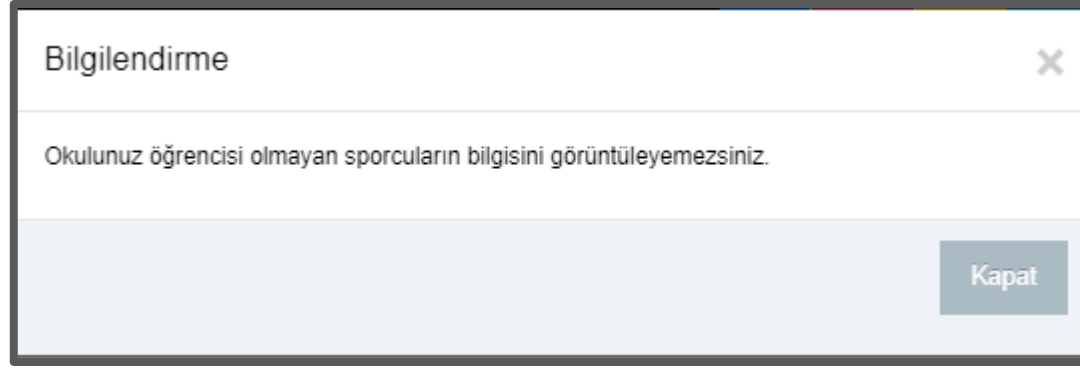 Bilgilendirme
Okulunuz öğrencisi olmayan sporcuların bilgisini görüntüleyemezsiniz.
Kapat